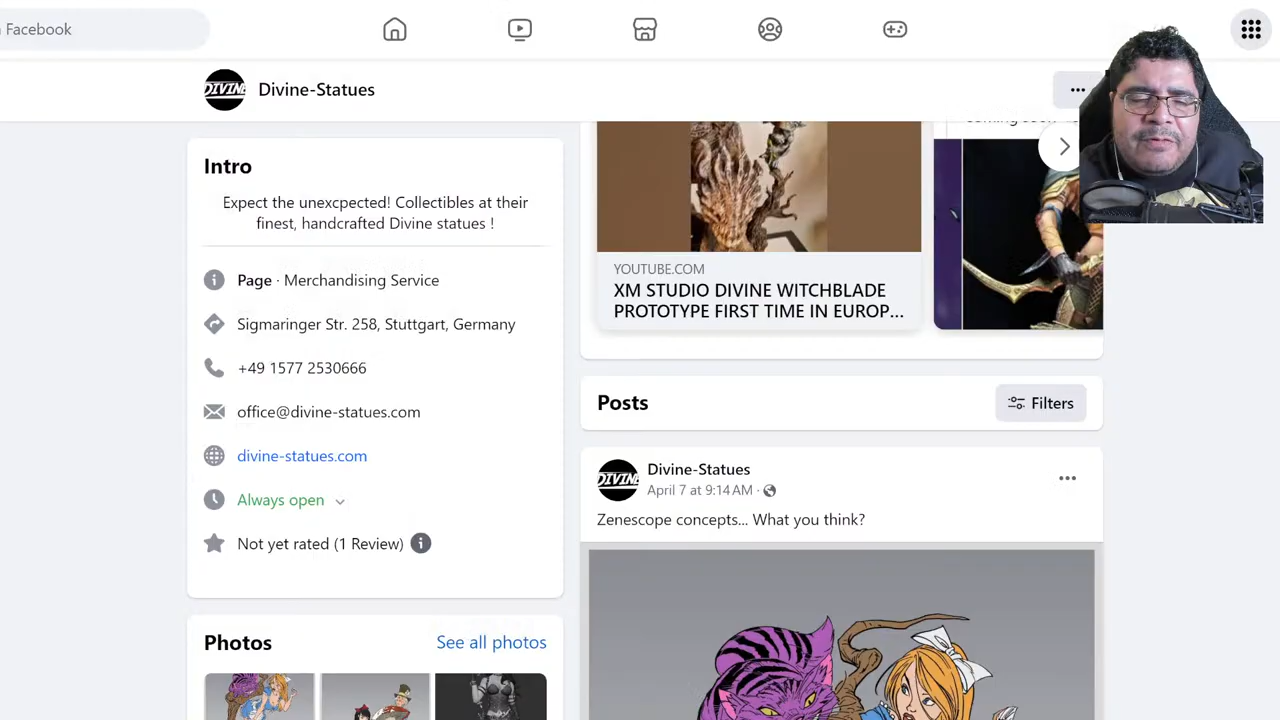 Facebook
DIVINE
Divine-Statues
Intro
Expect the unexcpected! Collectibles at their
finest, handcrafted Divine statues !
Page · Merchandising Service
Sigmaringer Str. 258, Stuttgart, Germany
+49 1577 2530666
office@divine-statues.com
divine-statues.com
Always open
Not yet rated (1 Review)
Photos
See all photos
YOUTUBE.COM
XM STUDIO DIVINE WITCHBLADE
PROTOTYPE FIRST TIME IN EUROP...
Posts
Filters
DIVINE
Divine-Statues
April 7 at 9:14 AM ·
Zenescope concepts... What you think?